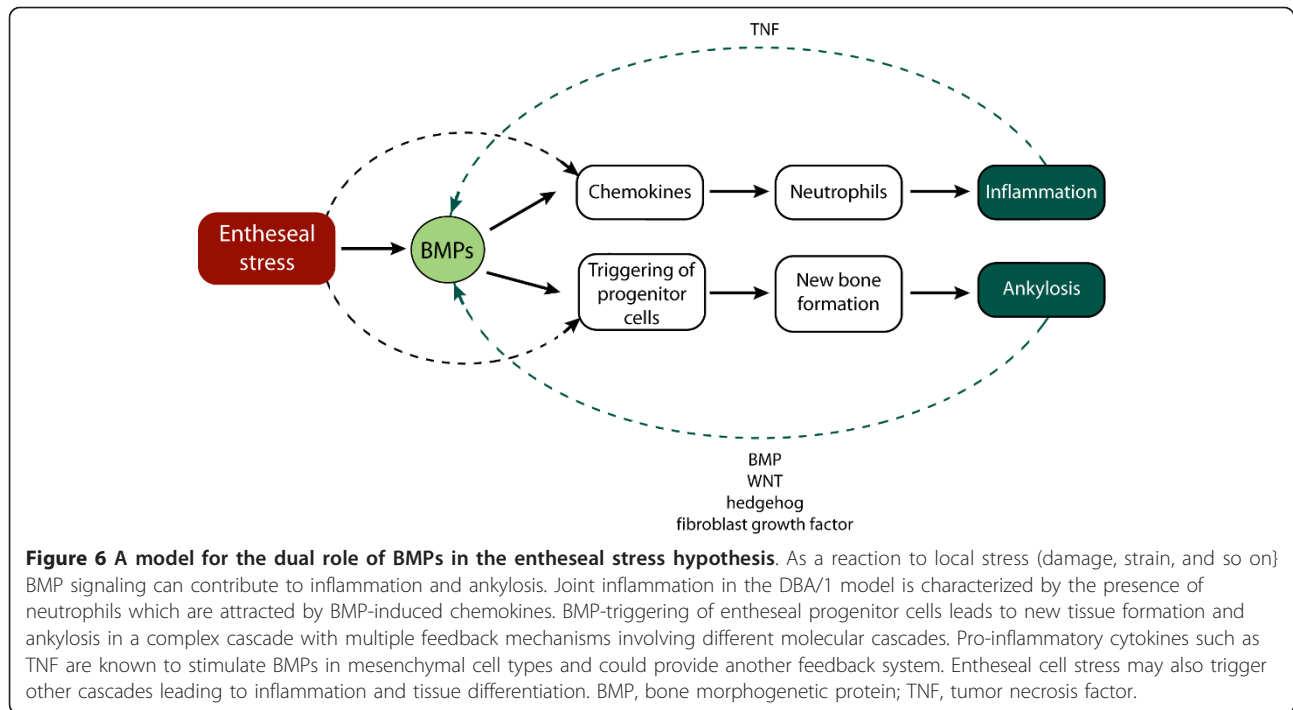 TNF
Chemokines
Neutrophils
Inflammation
Entheseal
stress
BMPs
Triggering of
progenitor
cells
New bone
formation
Ankylosis
BMP
WNT
hedgehog
fibroblast growth factor
Figure 6 A model for the dual role of BMPs in the entheseal stress hypothesis. As a reaction to local stress (damage, strain, and so on}
BMP signaling can contribute to inflammation and ankylosis. Joint inflammation in the DBA/1 model is characterized by the presence of
neutrophils which are attracted by BMP-induced chemokines. BMP-triggering of entheseal progenitor cells leads to new tissue formation and
ankylosis in a complex cascade with multiple feedback mechanisms involving different molecular cascades. Pro-inflammatory cytokines such as
TNF are known to stimulate BMPs in mesenchymal cell types and could provide another feedback system. Entheseal cell stress may also trigger
other cascades leading to inflammation and tissue differentiation. BMP, bone morphogenetic protein; TNF, tumor necrosis factor.